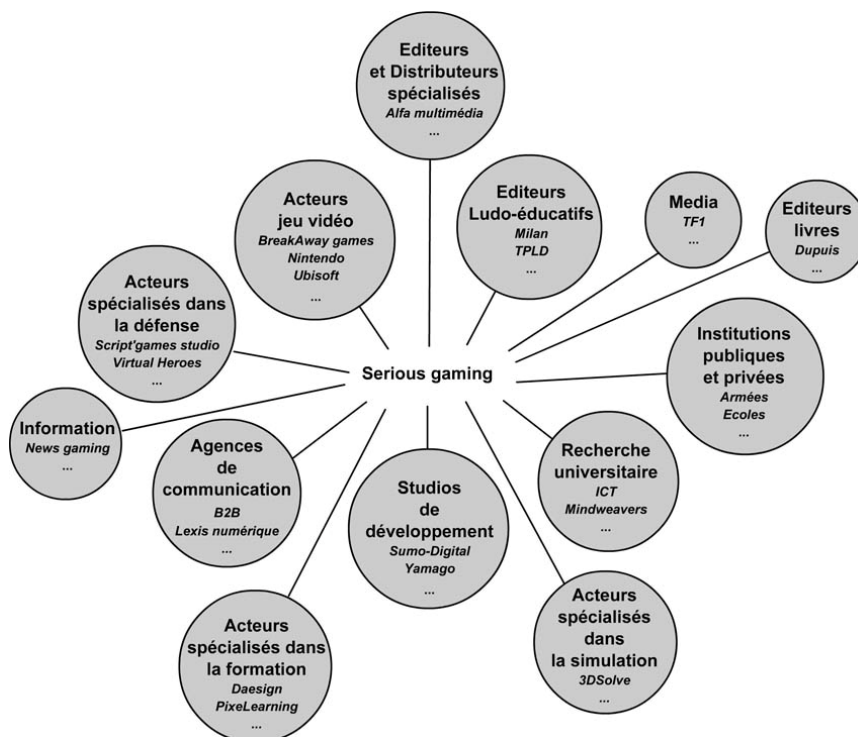 Editeurs
et Distributeurs
spécialisés
Alfa multimédia
...
Acteurs
jeu vidéo
BreakAway games
Nintendo
Ubisoft
...
Editeurs
Ludo-éducatifs
Milan
TPLD
...
Media
TF1
...
Editeurs
livres
Dupuis
...
Acteurs
spécialisés dans
la défense
Script'games studio
Virtual Heroes
...
Serious gaming
Institutions
publiques
et privées
Armées
Ecoles
...
Information
News gaming
...
Agences
de
communication
B2B
Lexis numérique
...
Studios
de
développement
Sumo-Digital
Yamago
...
Recherche
universitaire
ICT
Mindweavers
...
Acteurs
spécialisés dans
la formation
Daesign
PixeLearning
...
Acteurs
spécialisés
dans
la simulation
3DSolve
...